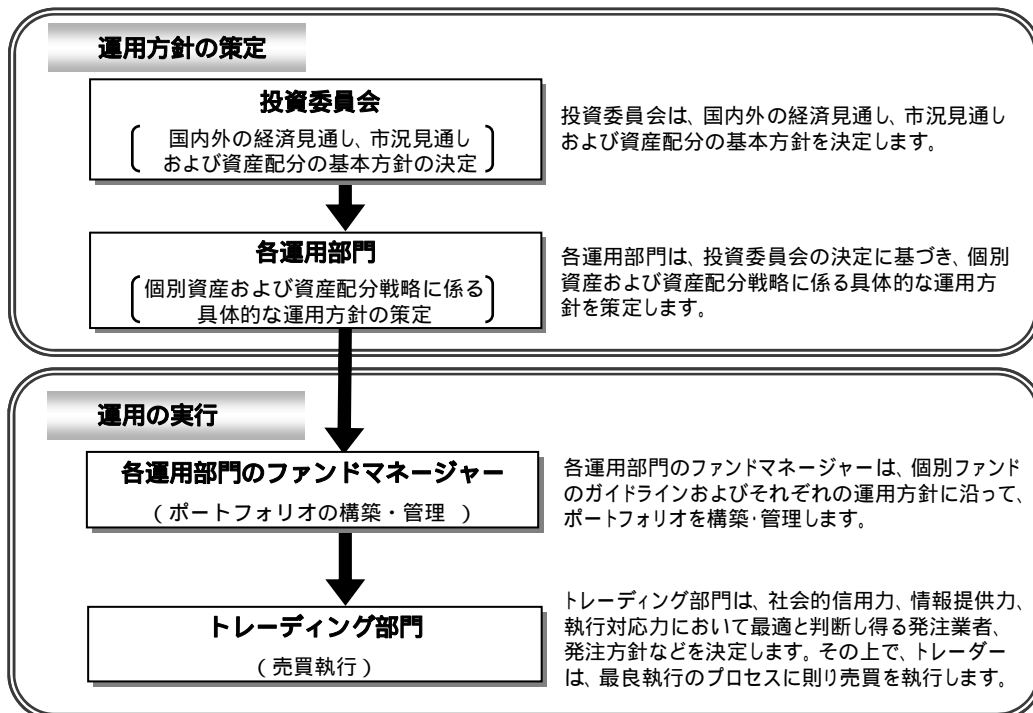 運用方針の策定
投資委員会
国内外の経済見通し、市況見通し
および資産配分の基本方針の決定
投資委員会は、国内外の経済見通し、市況見通し
および資産配分の基本方針を決定します。
各運用部門
個別資産および資産配分戦略に係る
具体的な運用方針の策定
各運用部門は、投資委員会の決定に基づき、個別
資産および資産配分戦略に係る具体的な運用方
針を策定します。
運用の実行
各運用部門のファンドマネージャー
(ポートフォリオの構築・管理 )
各運用部門のファンドマネージャーは、個別ファンド
のガイドラインおよびそれぞれの運用方針に沿って、
ポートフォリオを構築・管理します。
トレーディング部門
(売買執行)
トレーディング部門は、社会的信用力、情報提供力、
執行対応力において最適と判断し得る発注業者、
発注方針などを決定します。その上で、トレーダー
は、最良執行のプロセスに則り売買を執行します。